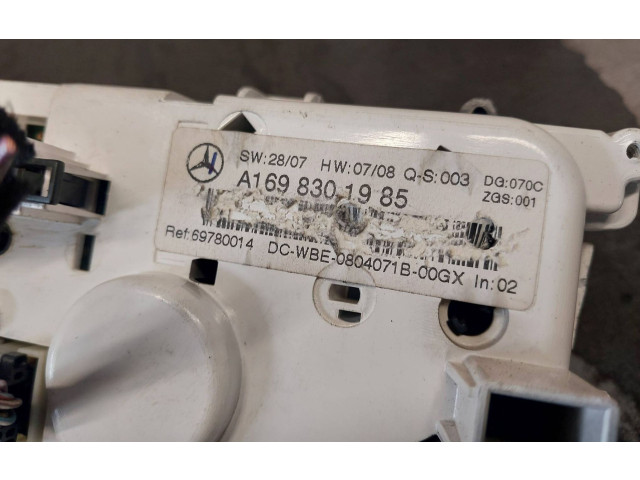 SW:28/07 HW:07/08 Q-S:003 DG:070C
A169 830 19 85 ZGS:001
Ref:69780014 DC-WBE-0804071B-00GX In:02